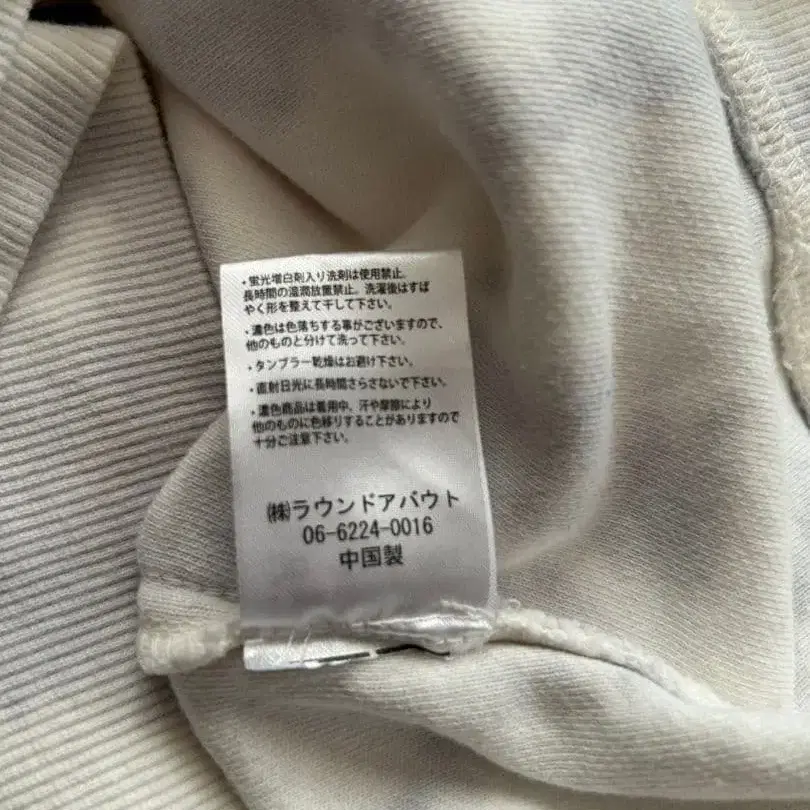 ・蛍光増白剤入り洗剤は使用禁止.
長時間の湿潤放置禁止。洗濯後はすば
やく形を整えて干して下さい。
・濃色は色落ちする事がございますので、
他のものと分けて洗って下さい。
・タンブラー乾燥はお避け下さい。
・直射日光に長時間さらさないで下さい。
・濃色商品は着用中、汗や摩擦により
他のものに色移りすることがありますので
十分ご注意下さい。
㈱ラウンドアバウト
06-6224-0016
中国製